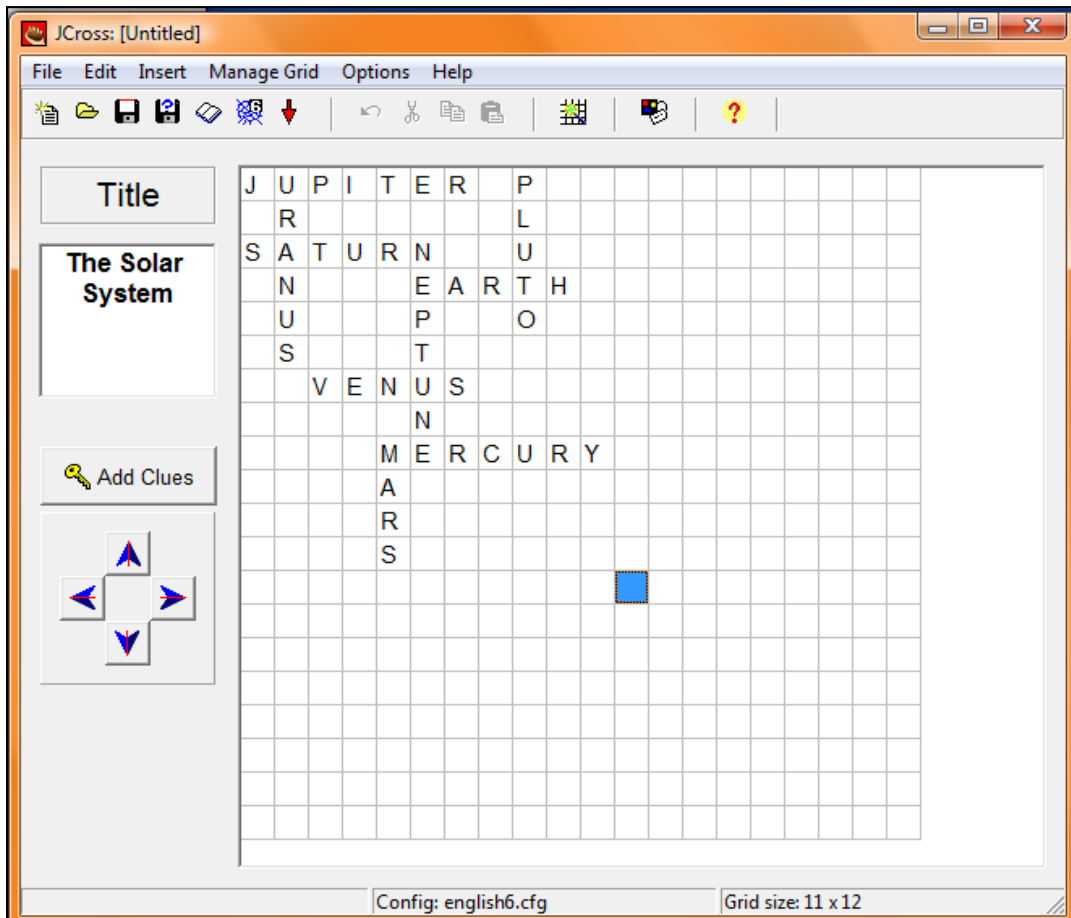 JCross: [Untitled]
File Edit Insert Manage Grid Options Help
Title
The Solar
System
Add Clues
J U P I T E R P
R L
S A T U R N U
N E A R T H
U P O
S T
V E N U S
N
M E R C U R Y
A
R
S
Config: english6.cfg
Grid size: 11 x 12